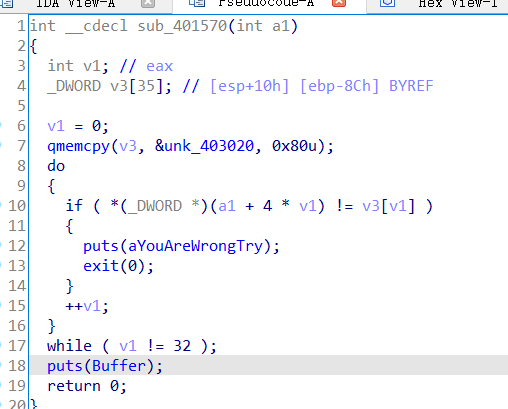 IDA View-A Pseudocode-A Hex View-1
1 int __cdecl sub_401570(int a1)
2 {
3 int v1; // eax
4 _DWORD v3[35]; // [esp+10h] [ebp-8Ch] BYREF
5
6 v1 = 0;
7 qmemcpy(v3, &unk_403020, 0x80u);
8 do
9 {
10 if ( *(_DWORD *)(a1 + 4 * v1) != v3[v1] )
11 {
12 puts(aYouAreWrongTry);
13 exit(0);
14 }
15 ++v1;
16 }
17 while ( v1 != 32 );
18 puts(Buffer);
19 return 0;
20 }